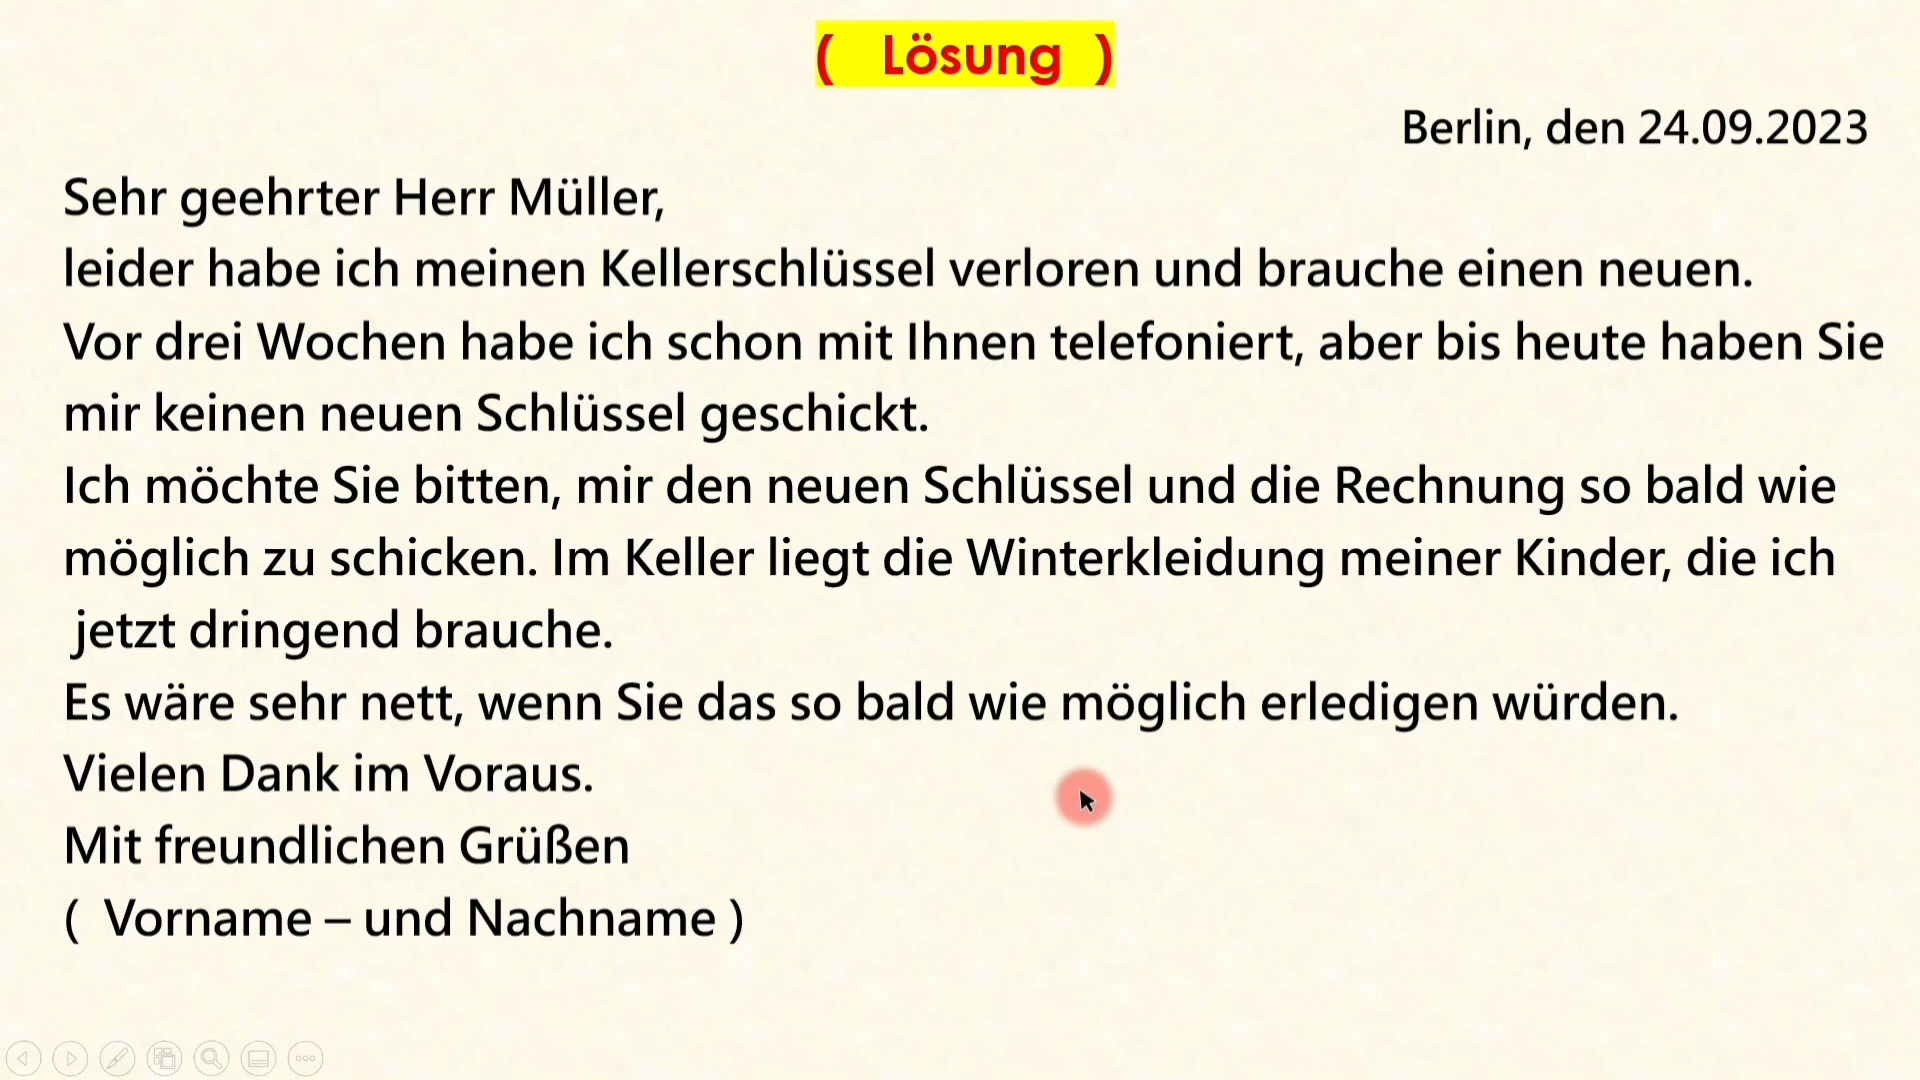 ( Lösung )
Berlin, den 24.09.2023
Sehr geehrter Herr Müller,
leider habe ich meinen Kellerschlüssel verloren und brauche einen neuen.
Vor drei Wochen habe ich schon mit Ihnen telefoniert, aber bis heute haben Sie
mir keinen neuen Schlüssel geschickt.
Ich möchte Sie bitten, mir den neuen Schlüssel und die Rechnung so bald wie
möglich zu schicken. Im Keller liegt die Winterkleidung meiner Kinder, die ich
jetzt dringend brauche.
Es wäre sehr nett, wenn Sie das so bald wie möglich erledigen würden.
Vielen Dank im Voraus.
Mit freundlichen Grüßen
( Vorname – und Nachname )